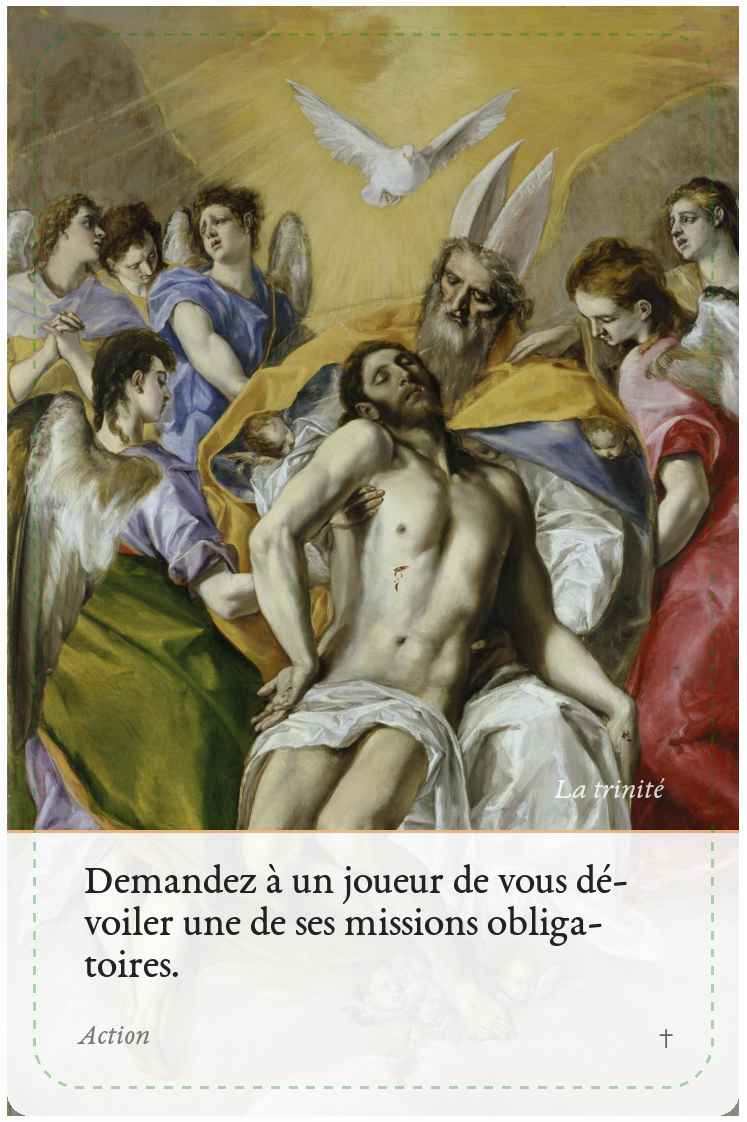 La trinité
Demandez à un joueur de vous dé-
voiler une de ses missions obliga-
toires.
Action †